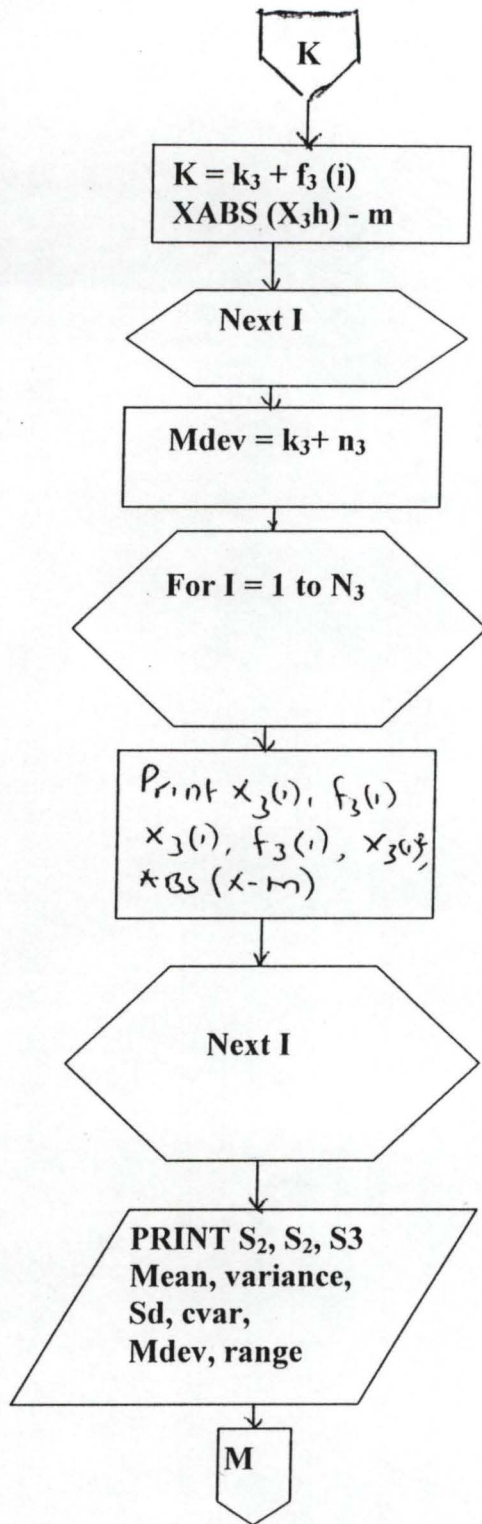 K
K = k₃ + f₃ (i)
XABS (X₃h) - m
Next I
Mdev = k₃+ n₃
For I = 1 to N₃
Print x₃(i), f₃(i)
x₃(i), f₃(i), x₃(i)²,
ABS (x-m)
Next I
PRINT S₂, S₂, S3
Mean, variance,
Sd, cvar,
Mdev, range
M